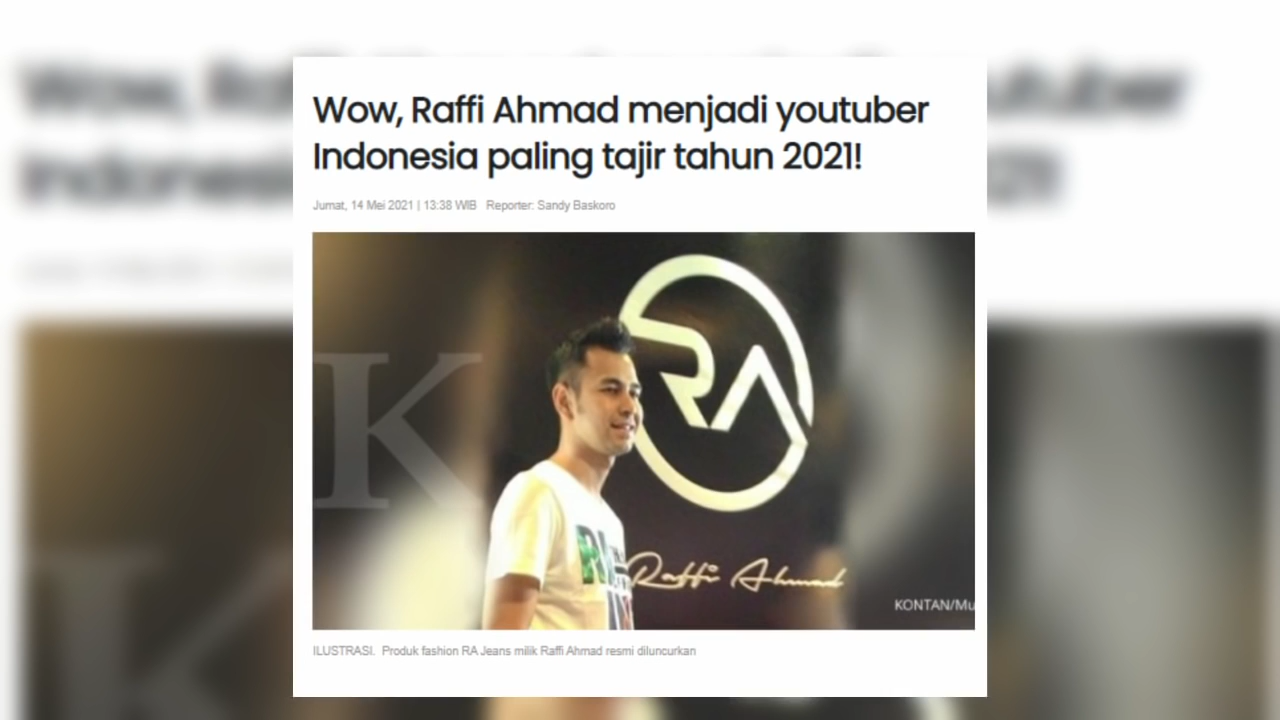 Wow, Raffi Ahmad menjadi youtuber
Indonesia paling tajir tahun 2021!
Jumat, 14 Mei 2021 | 13:38 WIB Reporter: Sandy Baskoro
K
RA
Raffi Ahmad
KONTAN/Mu
ILUSTRASI. Produk fashion RA Jeans milik Raffi Ahmad resmi diluncurkan